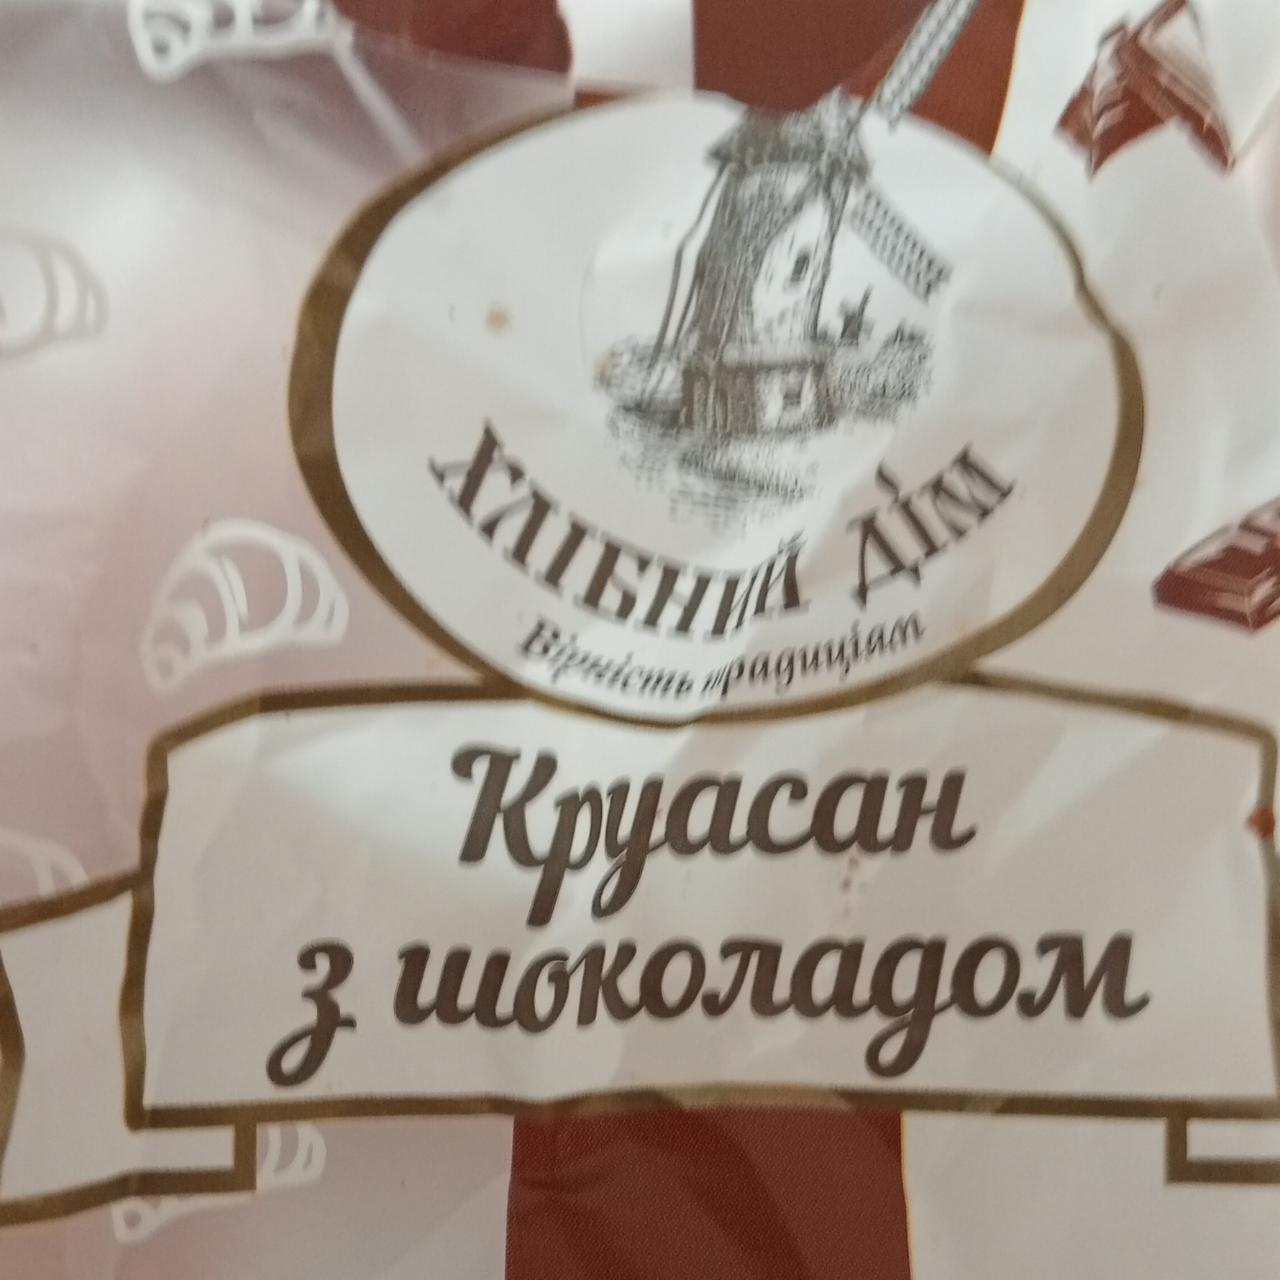 ХЛІБНИЙ ДІМ
Вірність традиціям
Круасан
з шоколадом